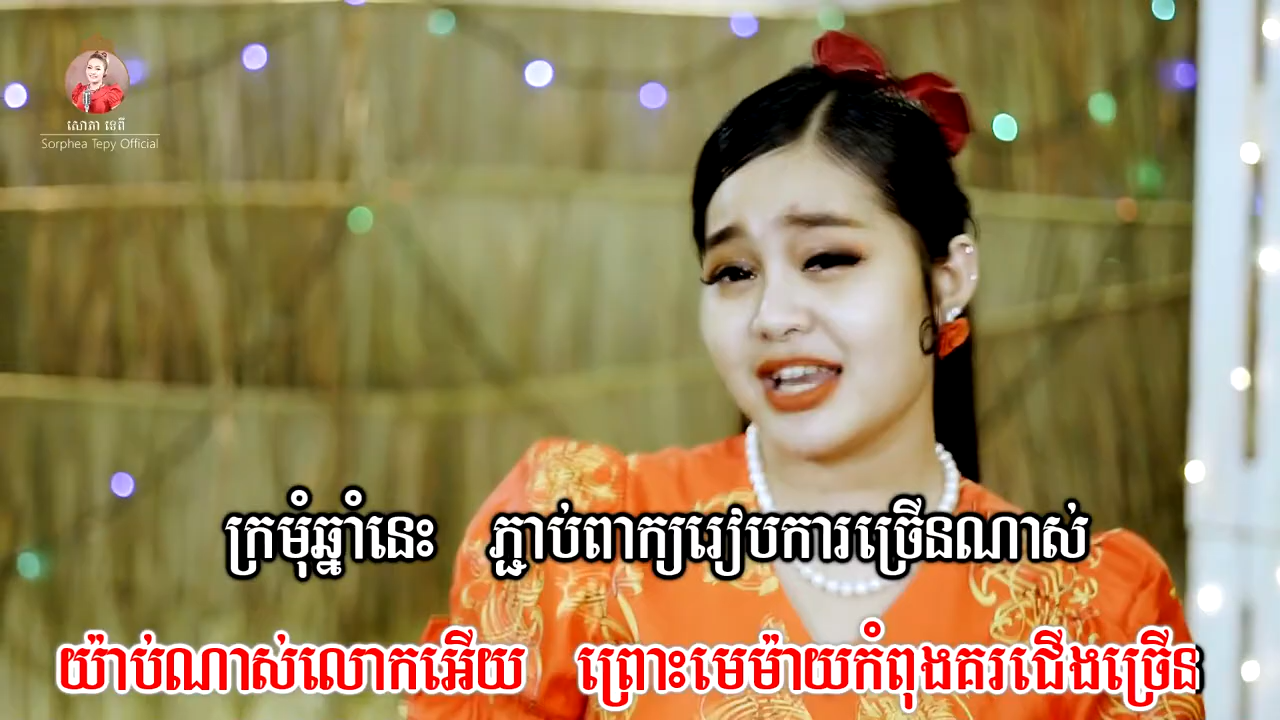 សោភា ទេពី
Sorphea Tepy Official
ក្រមុំឆ្នាំនេះ ភ្ជាប់ពាក្យរៀបការច្រើនណាស់
យ៉ាប់ណាស់លោកអើយ ព្រោះមេម៉ាយកំពុងគរជើងច្រើន